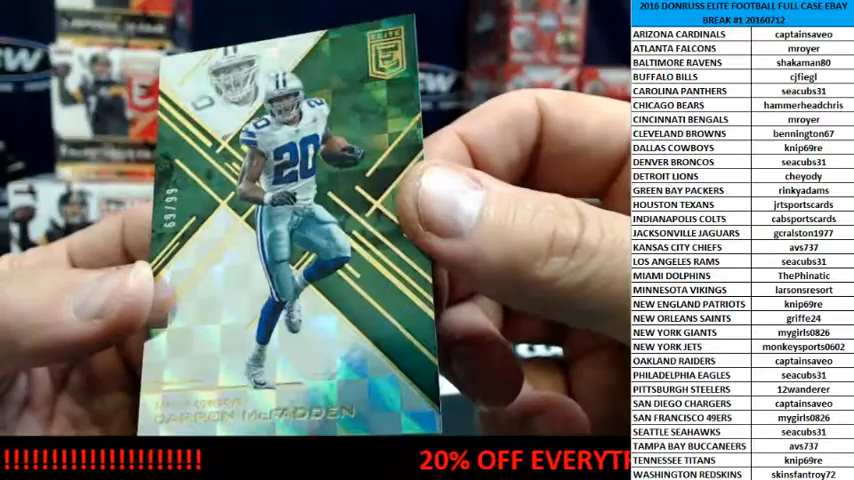 2016 DONRUSS ELITE FOOTBALL FULL CASE EBAY
BREAK #1 20160712
ARIZONA CARDINALS captainsaveo
ATLANTA FALCONS mroyer
BALTIMORE RAVENS shakaman80
BUFFALO BILLS cjfiegl
CAROLINA PANTHERS seacubs31
CHICAGO BEARS hammerheadchris
CINCINNATI BENGALS mroyer
CLEVELAND BROWNS bennington67
DALLAS COWBOYS knip69re
DENVER BRONCOS seacubs31
DETROIT LIONS cheyody
GREEN BAY PACKERS rinkyadams
HOUSTON TEXANS jrtsportscards
INDIANAPOLIS COLTS cabsportscards
JACKSONVILLE JAGUARS gcralston1977
KANSAS CITY CHIEFS avs737
LOS ANGELES RAMS seacubs31
MIAMI DOLPHINS ThePhinatic
MINNESOTA VIKINGS larsonsresort
NEW ENGLAND PATRIOTS knip69re
NEW ORLEANS SAINTS griffe24
NEW YORK GIANTS mygirls0826
NEW YORK JETS monkeysports0602
OAKLAND RAIDERS captainsaveo
PHILADELPHIA EAGLES seacubs31
PITTSBURGH STEELERS 12wanderer
SAN DIEGO CHARGERS captainsaveo
SAN FRANCISCO 49ERS mygirls0826
SEATTLE SEAHAWKS seacubs31
TAMPA BAY BUCCANEERS avs737
TENNESSEE TITANS knip69re
WASHINGTON REDSKINS skinsfantroy72
ELITE
20
20
69/99
DARREN McFADDEN
!!!!!!!!!!!!!!!!!!!!!! 20% OFF EVERYT